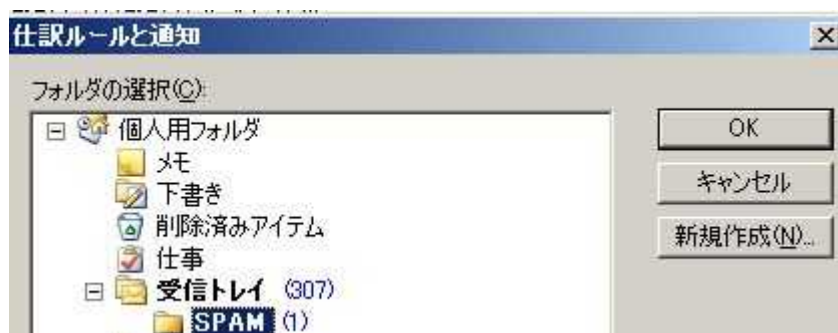 仕訳ルールと通知
フォルダの選択(C):
個人用フォルダ
OK
メモ
キャンセル
下書き
削除済みアイテム
新規作成(N)...
仕事
受信トレイ (307)
SPAM (1)